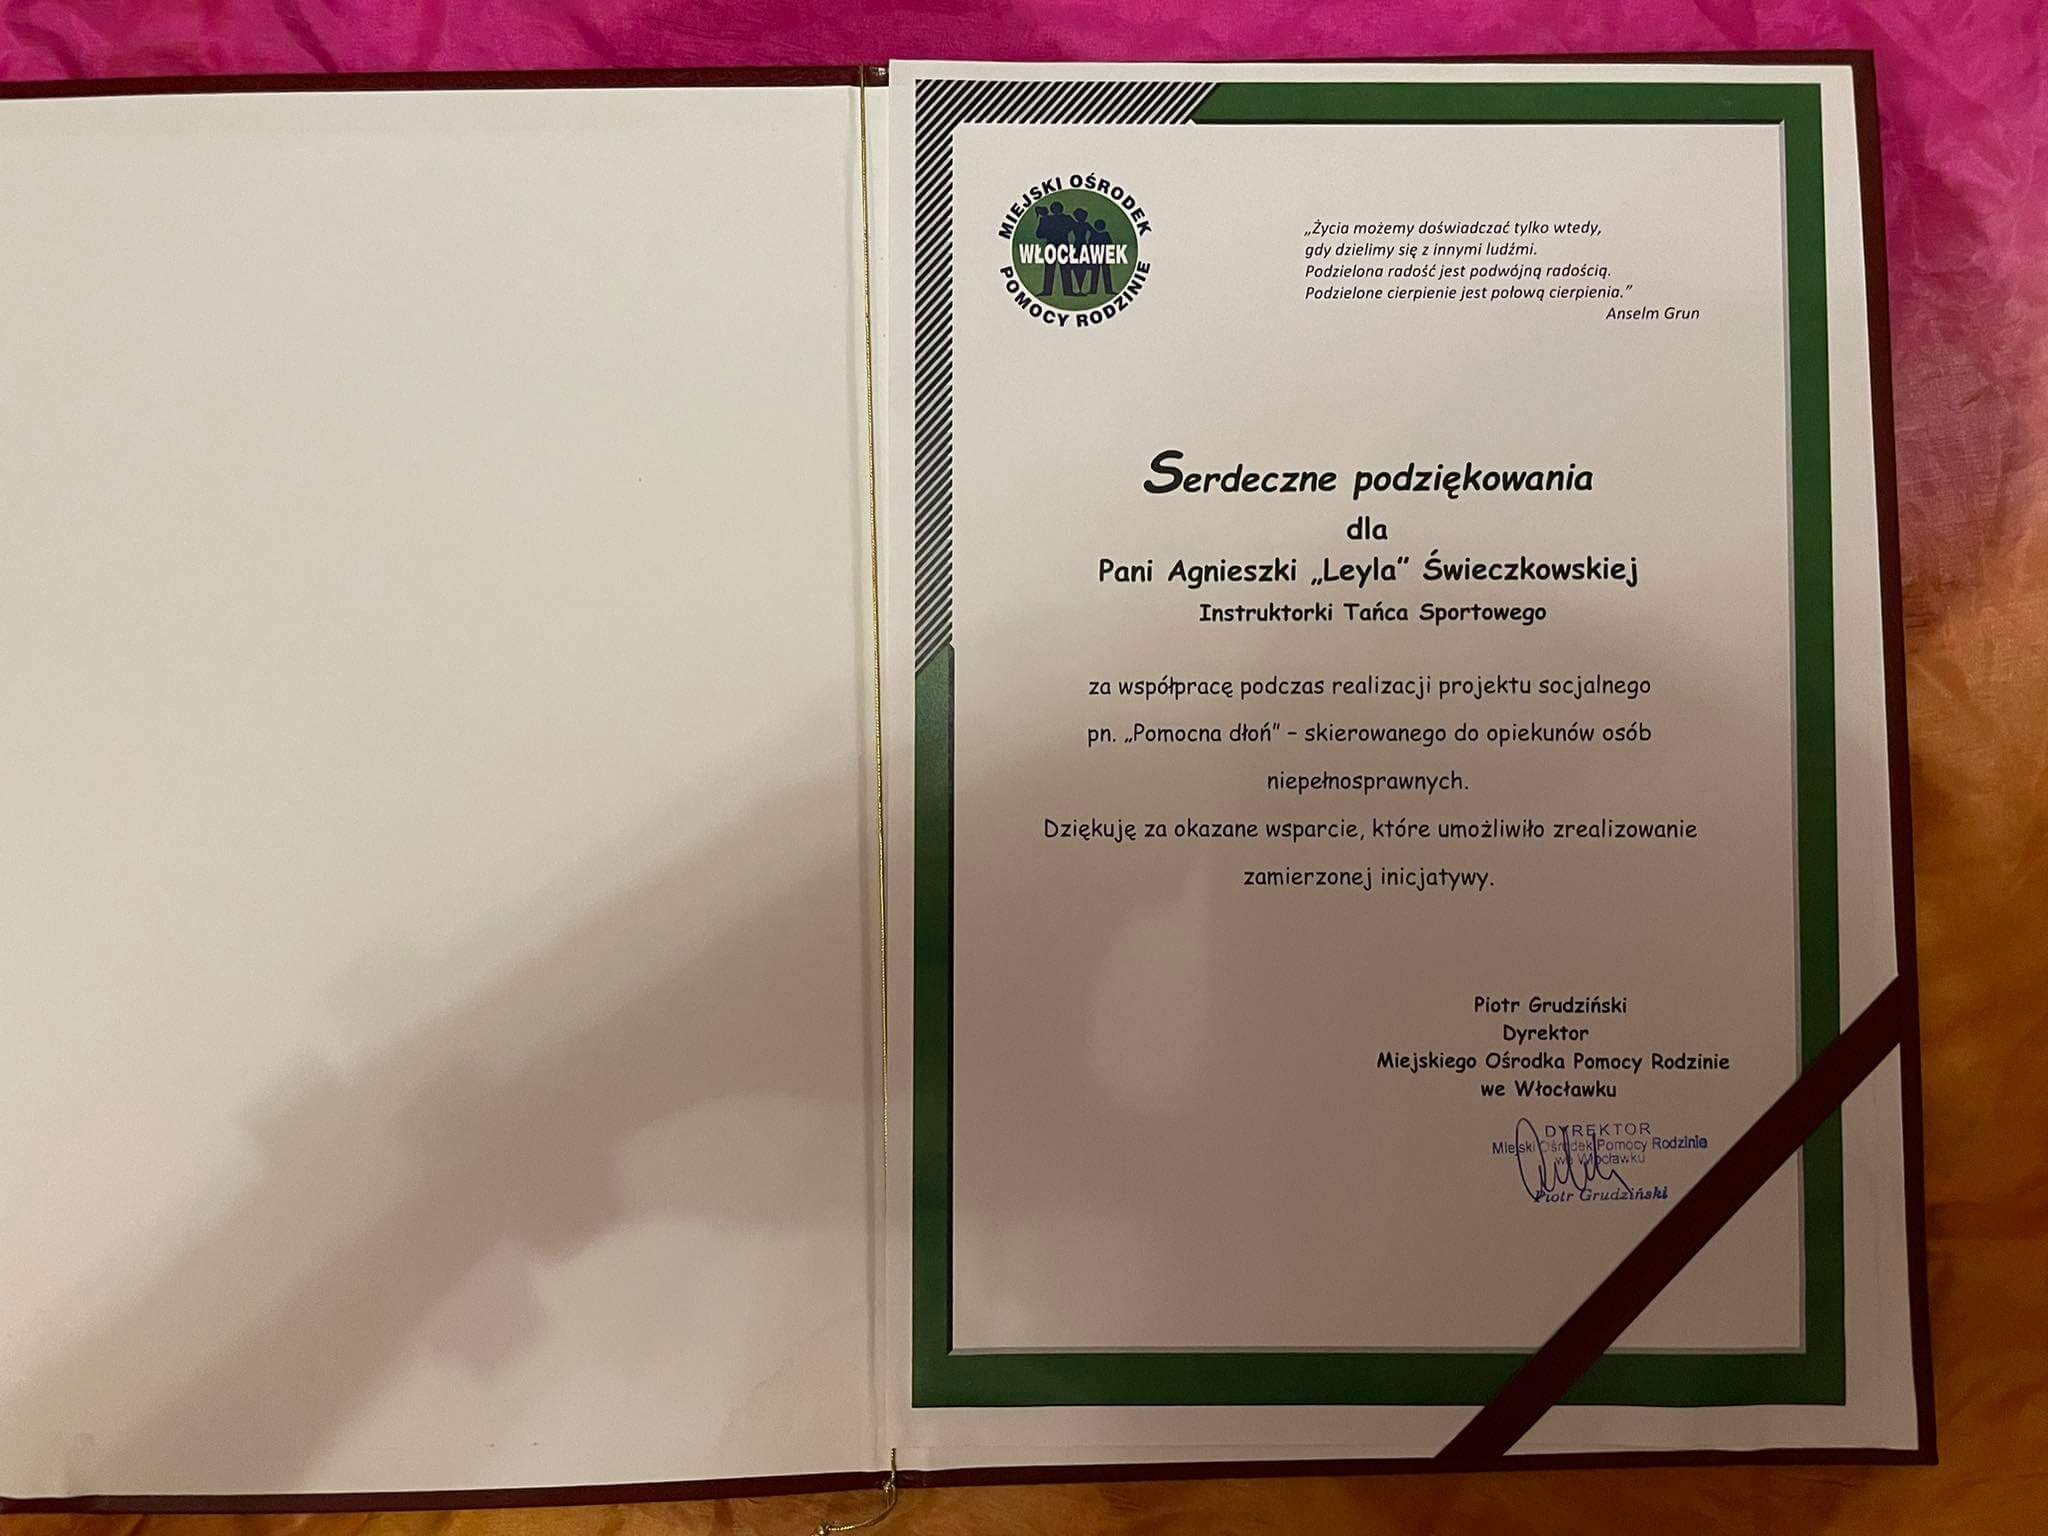 MIEJSKI OŚRODEK
WŁOCŁAWEK
POMOCY RODZINIE
„Życia możemy doświadczać tylko wtedy,
gdy dzielimy się z innymi ludźmi.
Podzielona radość jest podwójną radością.
Podzielone cierpienie jest połową cierpienia.”
Anselm Grun
Serdeczne podziękowania
dla
Pani Agnieszki „Leyla” Świeczkowskiej
Instruktorki Tańca Sportowego
za współpracę podczas realizacji projektu socjalnego
pn. „Pomocna dłoń” – skierowanego do opiekunów osób
niepełnosprawnych.
Dziękuję za okazane wsparcie, które umożliwiło zrealizowanie
zamierzonej inicjatywy.
Piotr Grudziński
Dyrektor
Miejskiego Ośrodka Pomocy Rodzinie
we Włocławku
DYREKTOR
Miejski Ośrodek Pomocy Rodzinie
we Włocławku
Piotr Grudziński